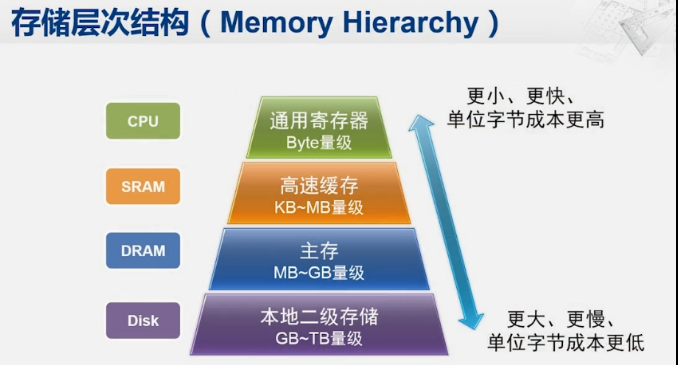 存储层次结构（Memory Hierarchy）
更小、更快、
单位字节成本更高
CPU
通用寄存器
Byte量级
SRAM
高速缓存
KB~MB量级
DRAM
主存
MB~GB量级
Disk
本地二级存储
GB~TB量级
更大、更慢、
单位字节成本更低